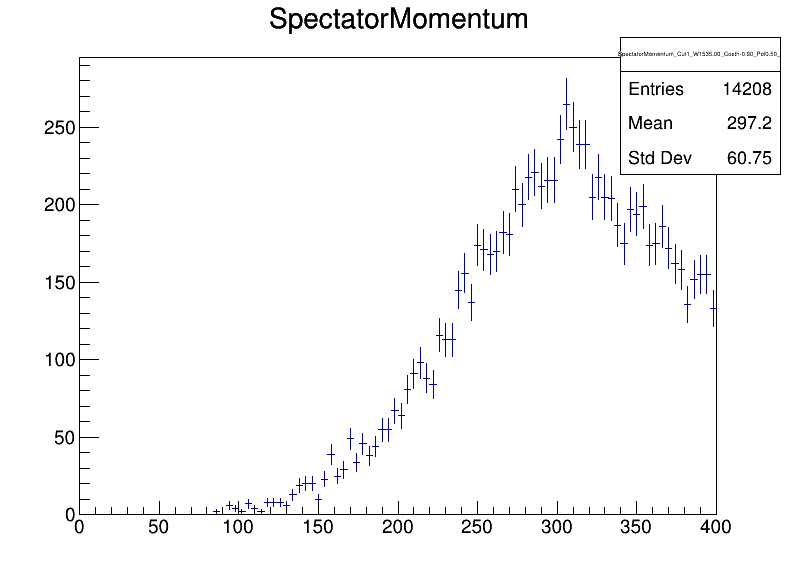 SpectatorMomentum
SpectatorMomentum_Cut1_W1535.00_Costh-0.90_Pol0.50_
Entries 14208
Mean 297.2
Std Dev 60.75
250
200
150
100
50
0
0 50 100 150 200 250 300 350 400